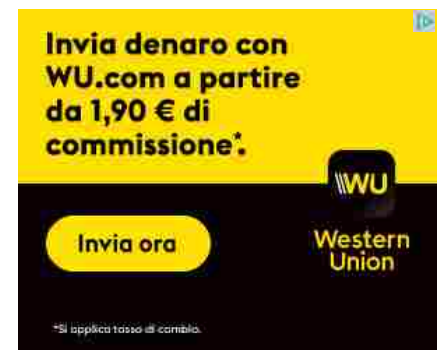 Invia denaro con
WU.com a partire
da 1,90 € di
commissione*.
WU
Invia ora
Western
Union
*Si applica tasso di cambio.